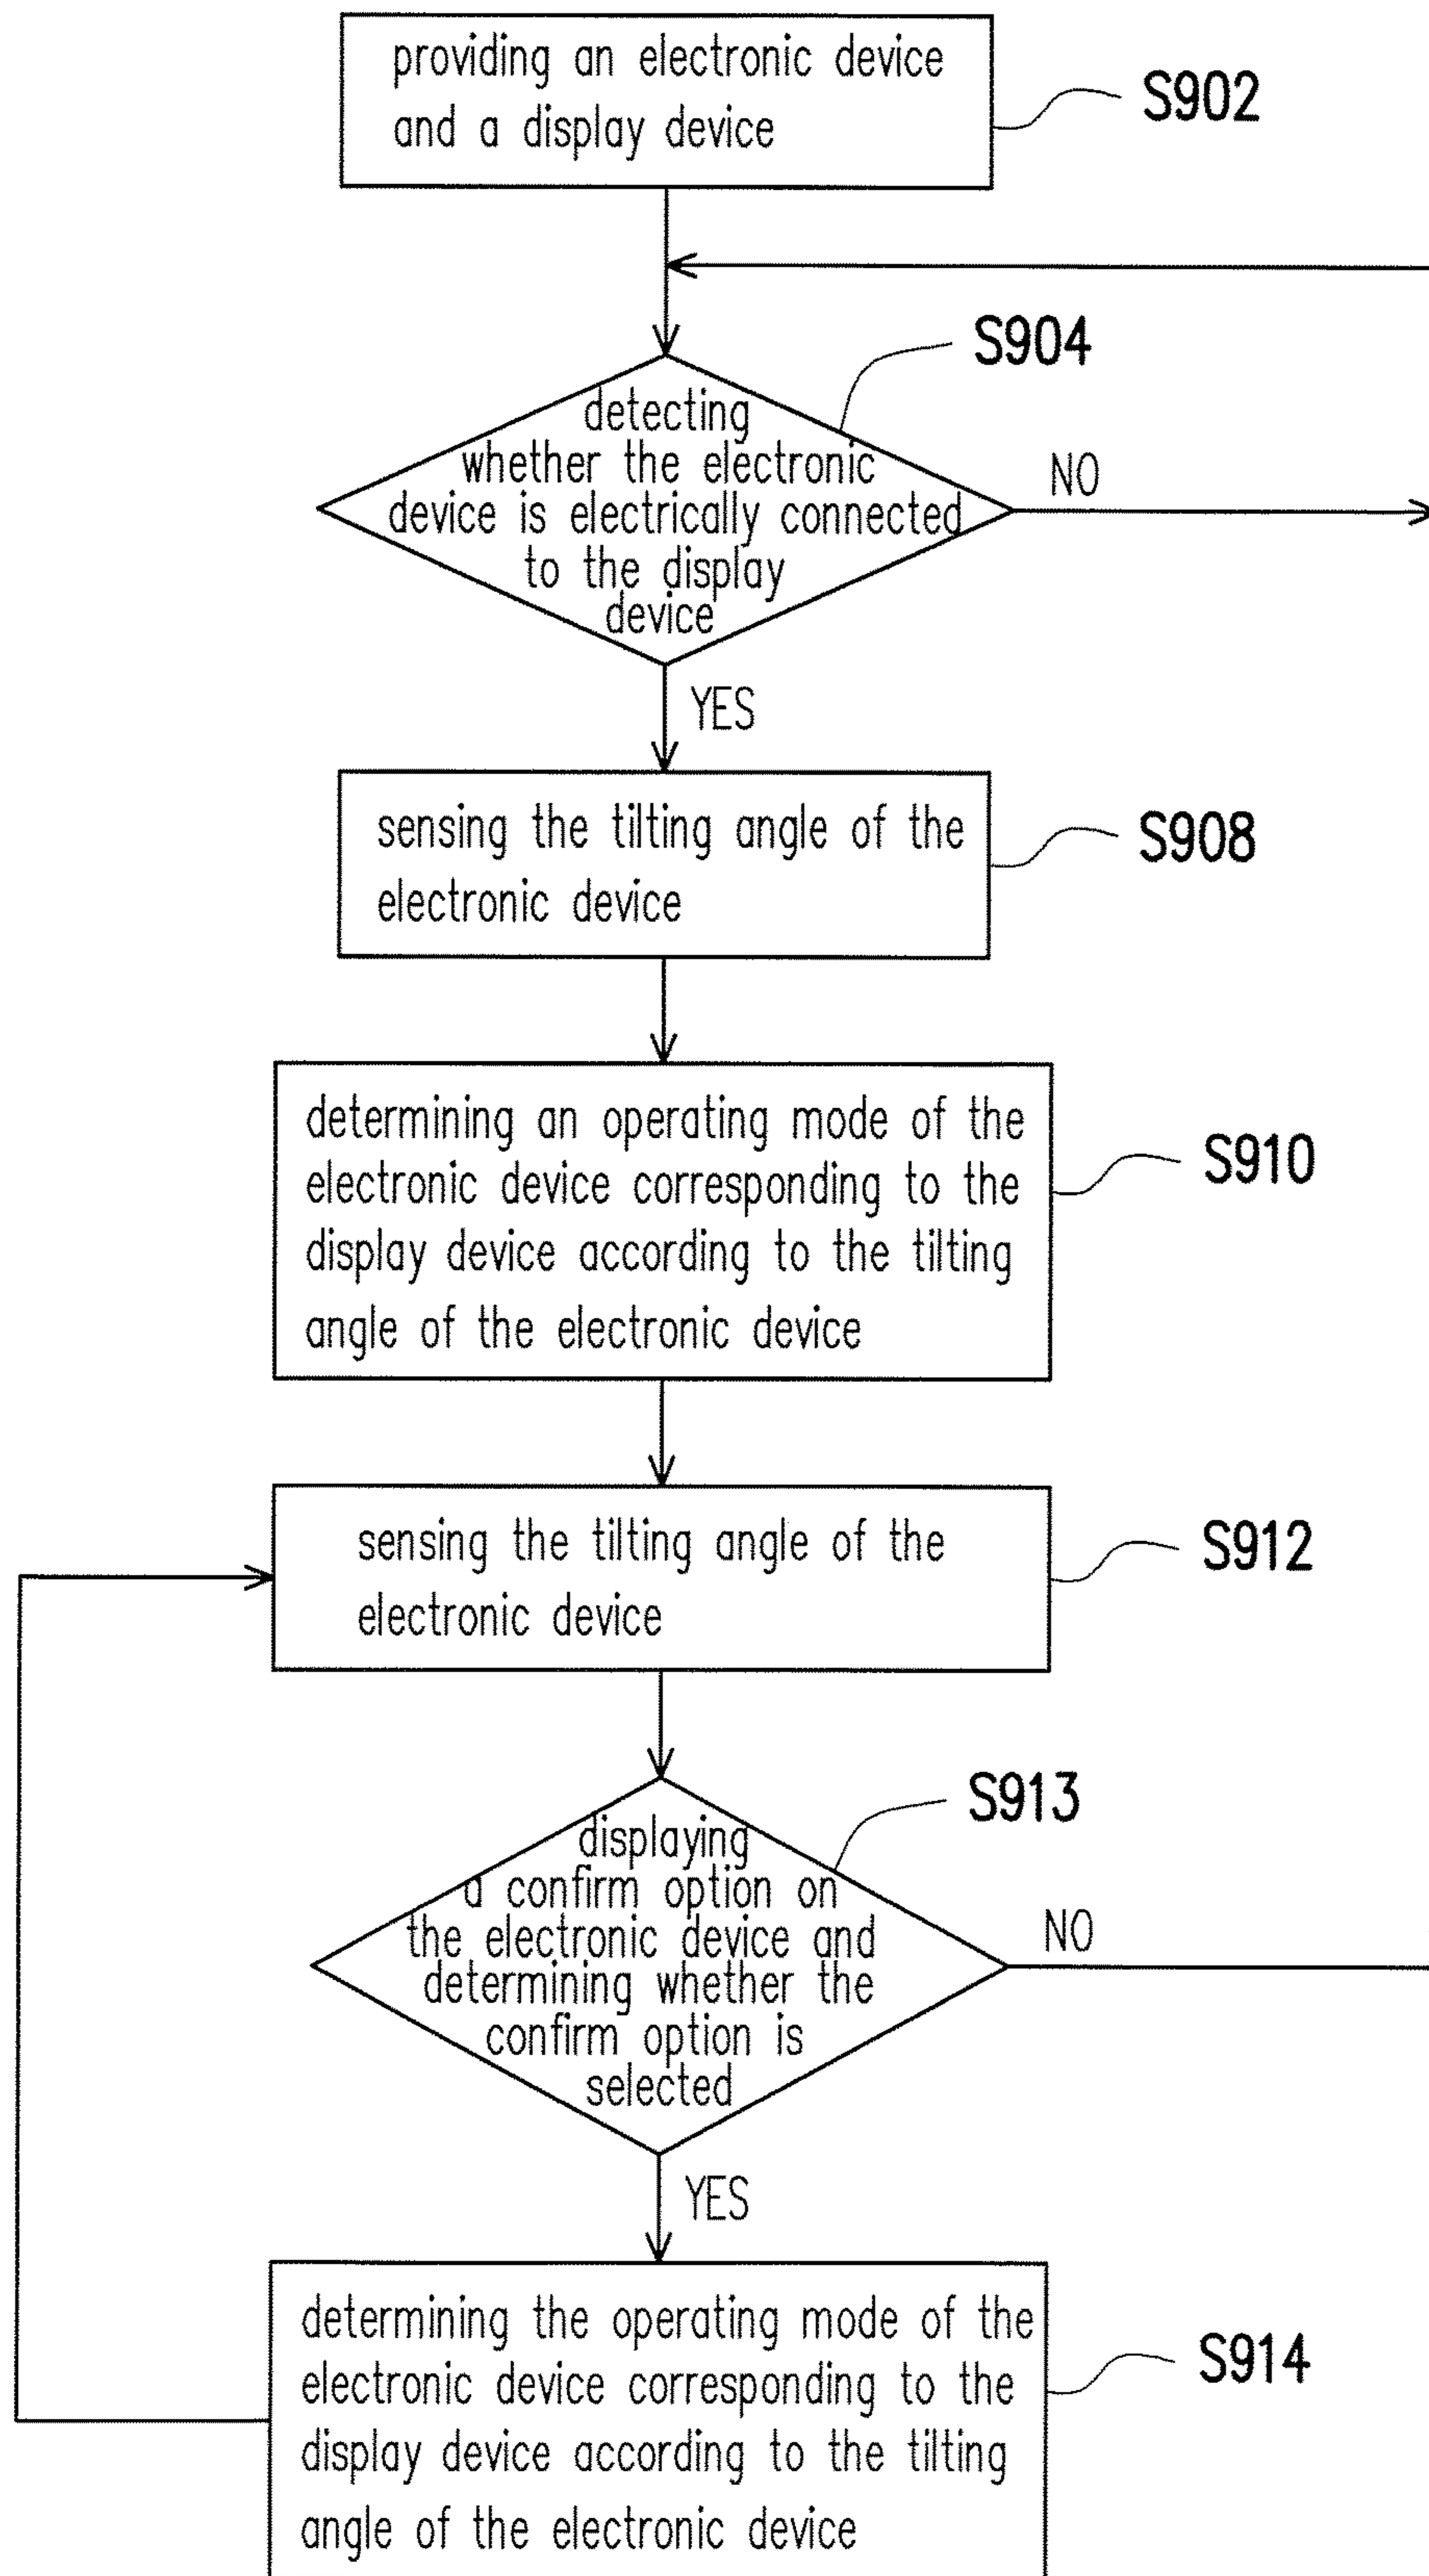 providing an electronic device
and a display device
S902
S904
detecting
whether the electronic
device is electrically connected
to the display
device
NO
YES
sensing the tilting angle of the
electronic device
S908
determining an operating mode of the
electronic device corresponding to the
display device according to the tilting
angle of the electronic device
S910
sensing the tilting angle of the
electronic device
S912
S913
displaying
a confirm option on
the electronic device and
determining whether the
confirm option is
selected
NO
YES
determining the operating mode of the
electronic device corresponding to the
display device according to the tilting
angle of the electronic device
S914